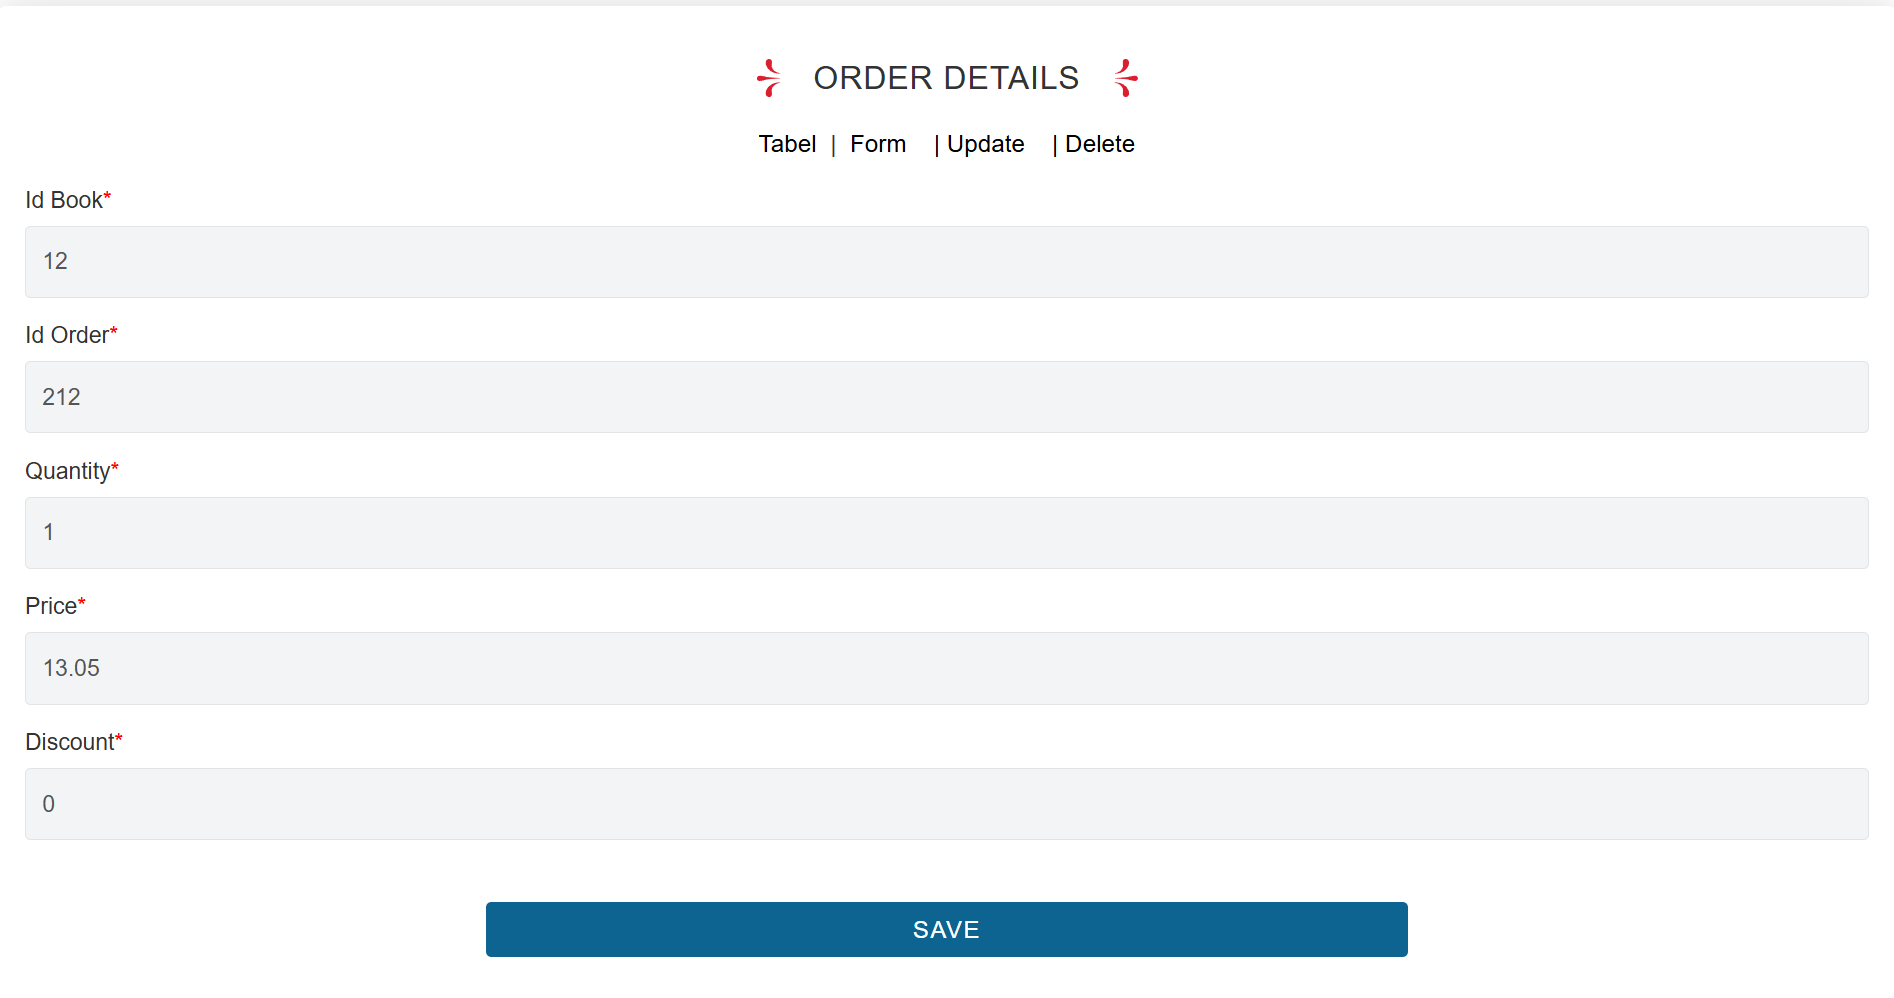 ORDER DETAILS
Tabel | Form | Update | Delete
Id Book*
12
Id Order*
212
Quantity*
1
Price*
13.05
Discount*
0
SAVE